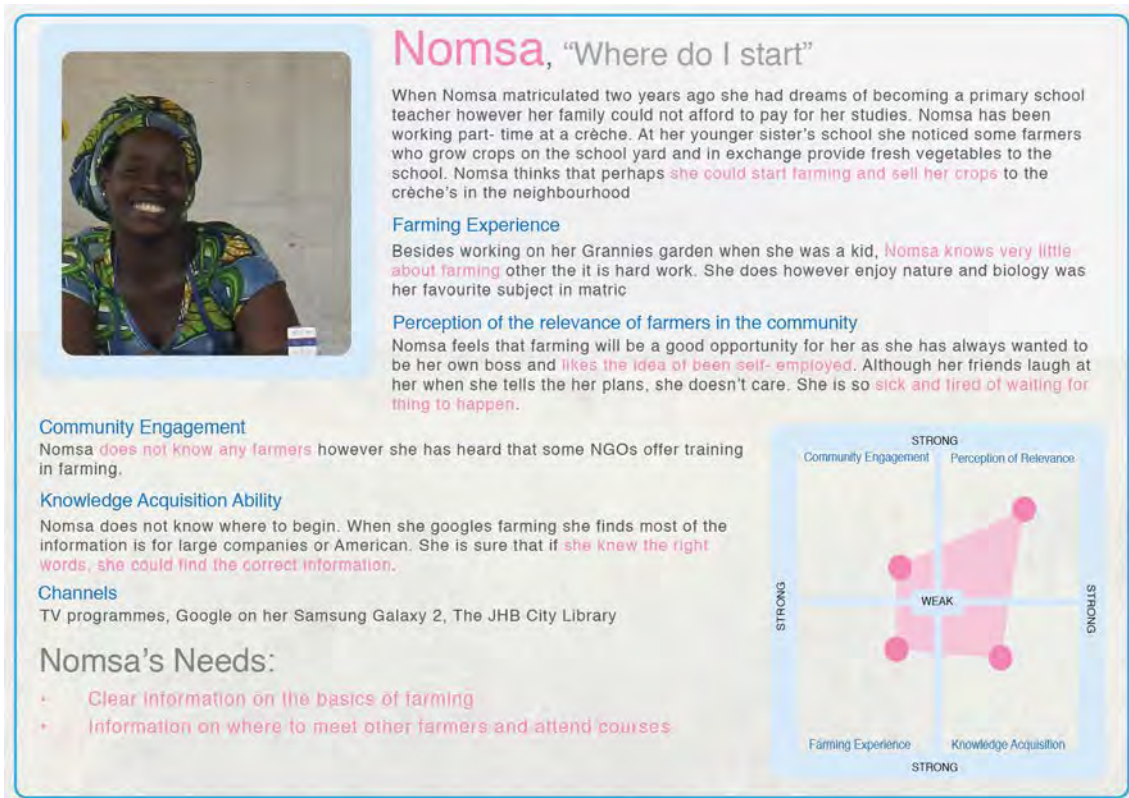 Nomsa, “Where do I start”
When Nomsa matriculated two years ago she had dreams of becoming a primary school
teacher however her family could not afford to pay for her studies. Nomsa has been
working part- time at a crèche. At her younger sister’s school she noticed some farmers
who grow crops on the school yard and in exchange provide fresh vegetables to the
school. Nomsa thinks that perhaps she could start farming and sell her crops to the
crèche’s in the neighbourhood
Farming Experience
Besides working on her Grannies garden when she was a kid, Nomsa knows very little
about farming other the it is hard work. She does however enjoy nature and biology was
her favourite subject in matric
Perception of the relevance of farmers in the community
Nomsa feels that farming will be a good opportunity for her as she has always wanted to
be her own boss and likes the idea of been self- employed. Although her friends laugh at
her when she tells the her plans, she doesn’t care. She is so sick and tired of waiting for
thing to happen.
Community Engagement
Nomsa does not know any farmers however she has heard that some NGOs offer training
in farming.
Knowledge Acquisition Ability
Nomsa does not know where to begin. When she googles farming she finds most of the
information is for large companies or American. She is sure that if she knew the right
words, she could find the correct information.
Channels
TV programmes, Google on her Samsung Galaxy 2, The JHB City Library
Nomsa’s Needs:
• Clear information on the basics of farming
• Information on where to meet other farmers and attend courses
STRONG
Community Engagement
Perception of Relevance
STRONG
WEAK
STRONG
Farming Experience
Knowledge Acquisition
STRONG